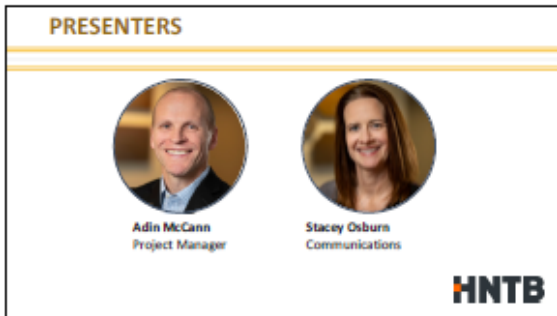 PRESENTERS
Adin McCann
Project Manager
Stacey Osburn
Communications
HNTB